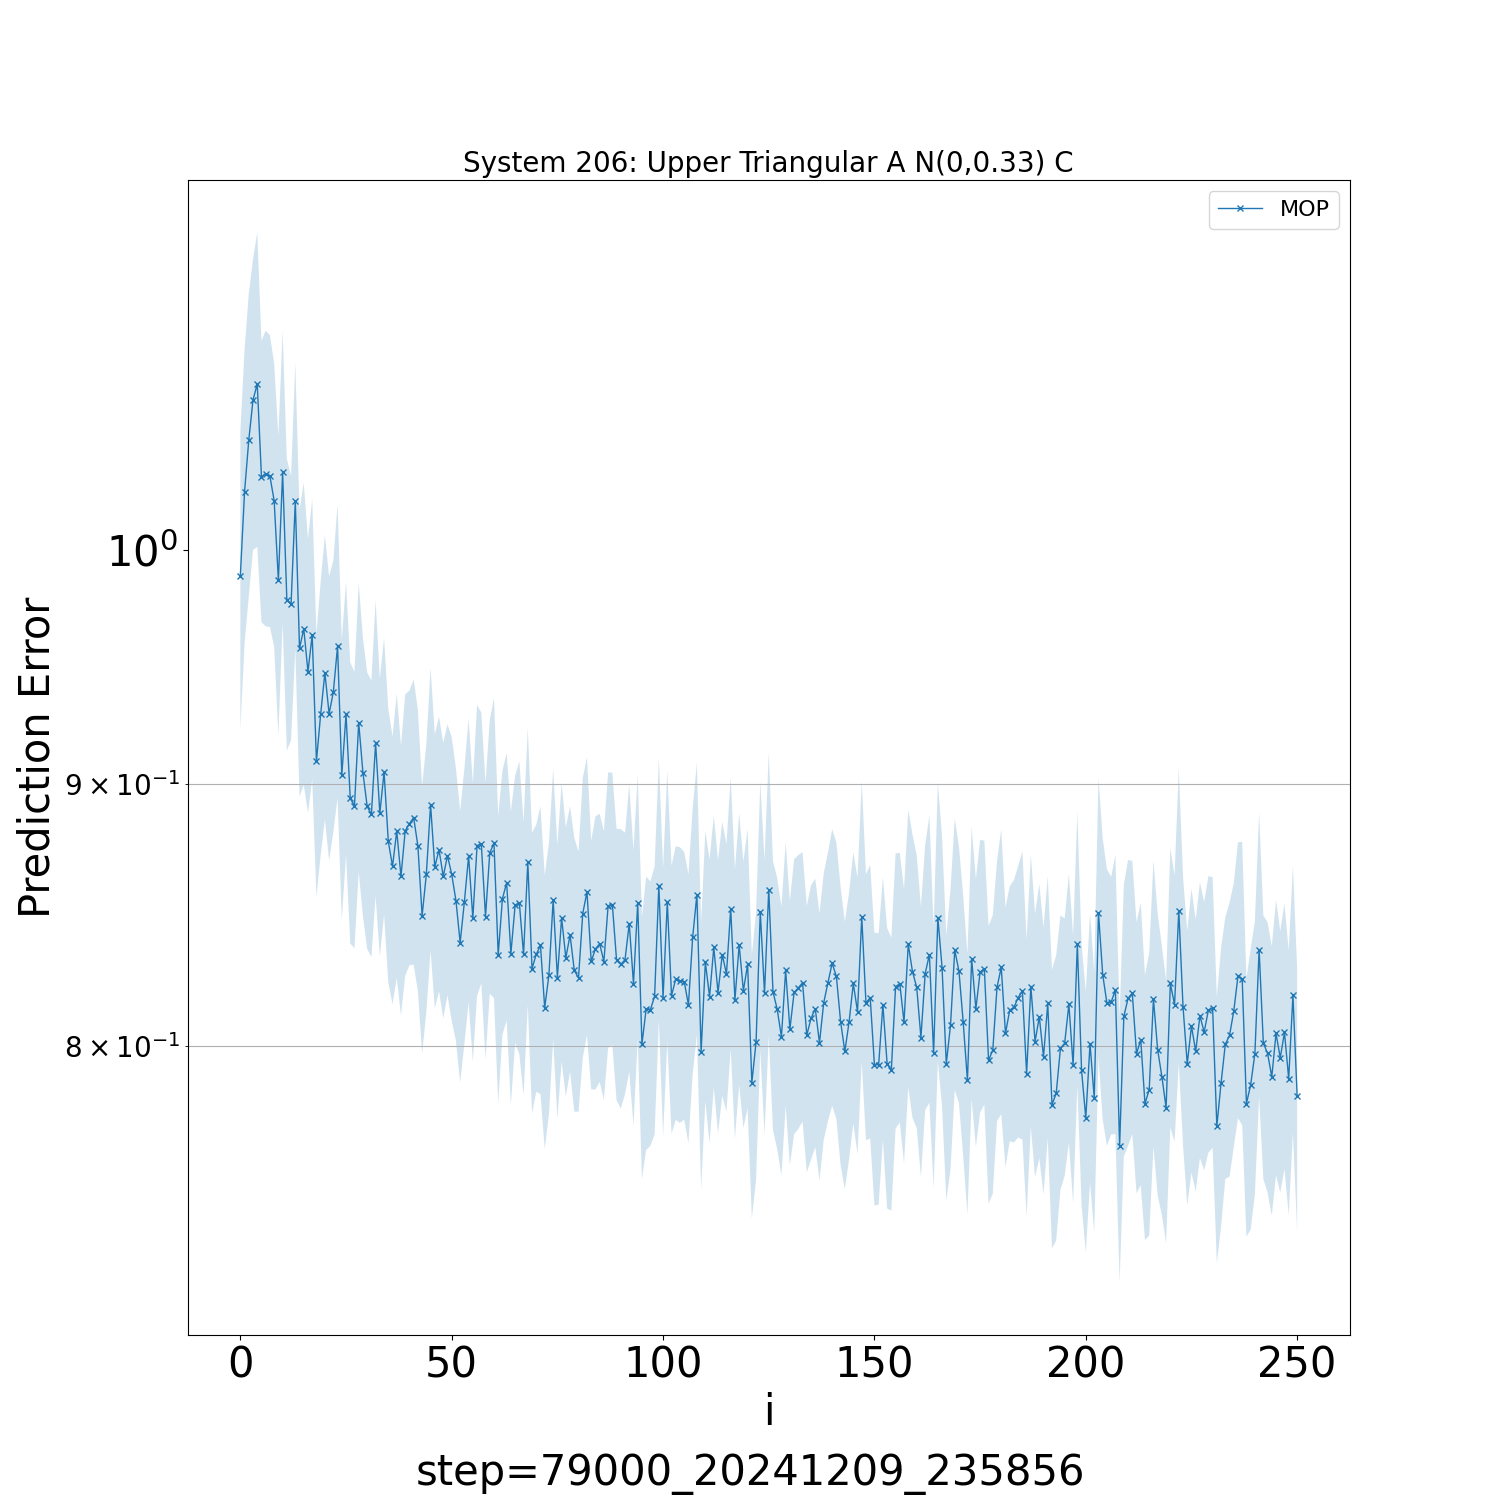 System 206: Upper Triangular A N(0,0.33) C
MOP
Prediction Error
10⁰
9 × 10⁻¹
8 × 10⁻¹
0 50 100 150 200 250
i
step=79000_20241209_235856